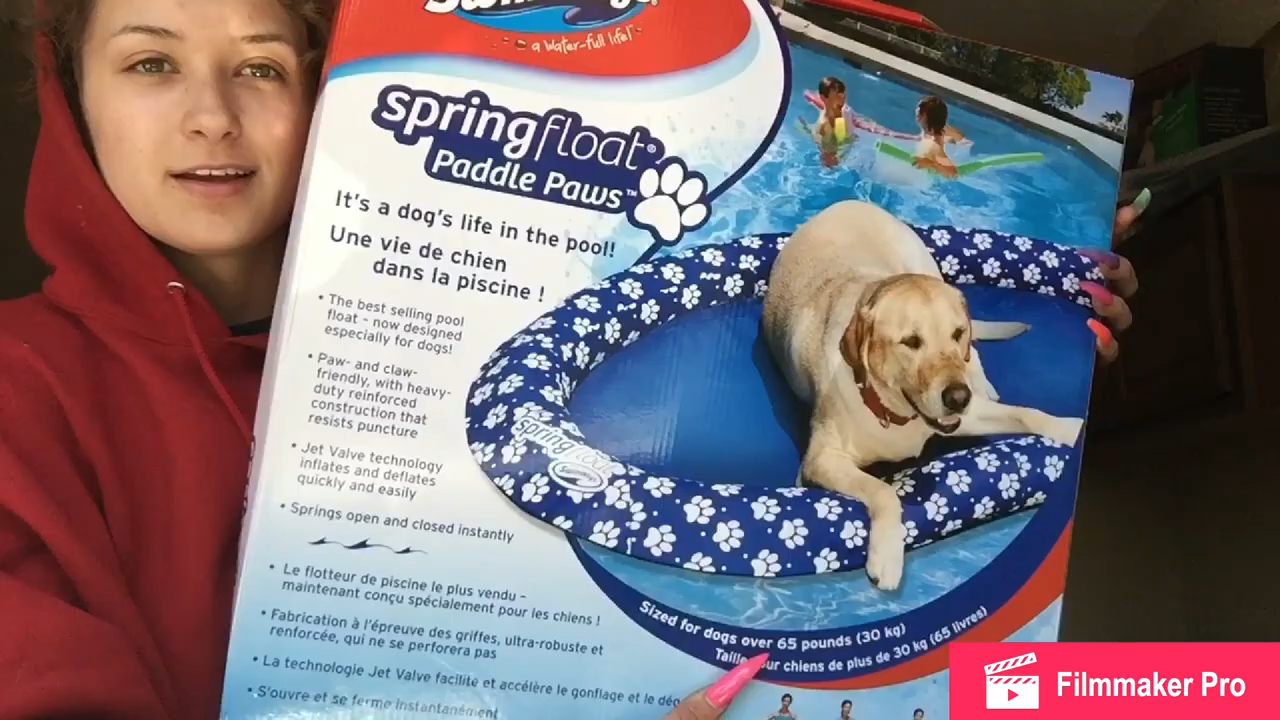 a water-full life!™
springfloat®
Paddle Paws™
It's a dog's life in the pool!
Une vie de chien
dans la piscine !
• The best selling pool
float - now designed
especially for dogs!
• Paw- and claw-
friendly, with heavy-
duty reinforced
construction that
resists puncture
• Jet Valve technology
inflates and deflates
quickly and easily
• Springs open and closed instantly
• Le flotteur de piscine le plus vendu –
maintenant conçu spécialement pour les chiens !
• Fabrication à l'épreuve des griffes, ultra-robuste et
renforcée, qui ne se perforera pas
• La technologie Jet Valve facilite et accélère le gonflage et le
• S'ouvre et se ferme instantanément
springfloat
Sized for dogs over 65 pounds (30 kg)
chiens de plus de 30 kg (65 livres)
Filmmaker Pro